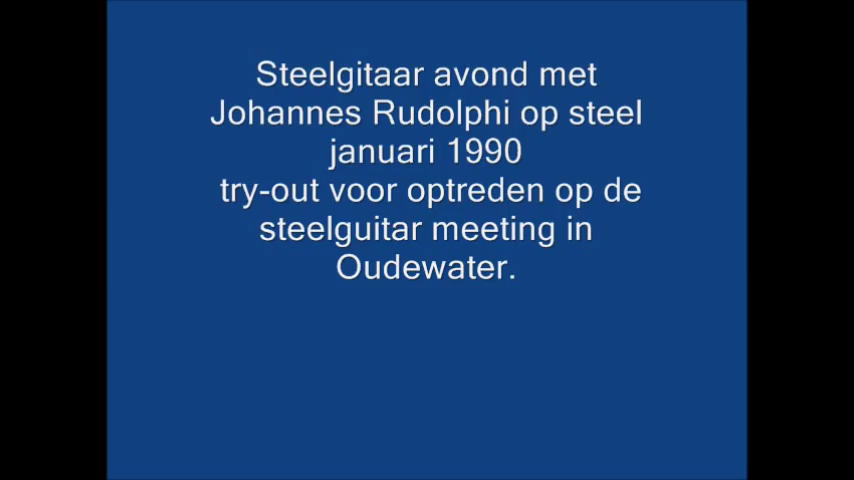 Steelgitaar avond met
Johannes Rudolphi op steel
januari 1990
try-out voor optreden op de
steelguitar meeting in
Oudewater.